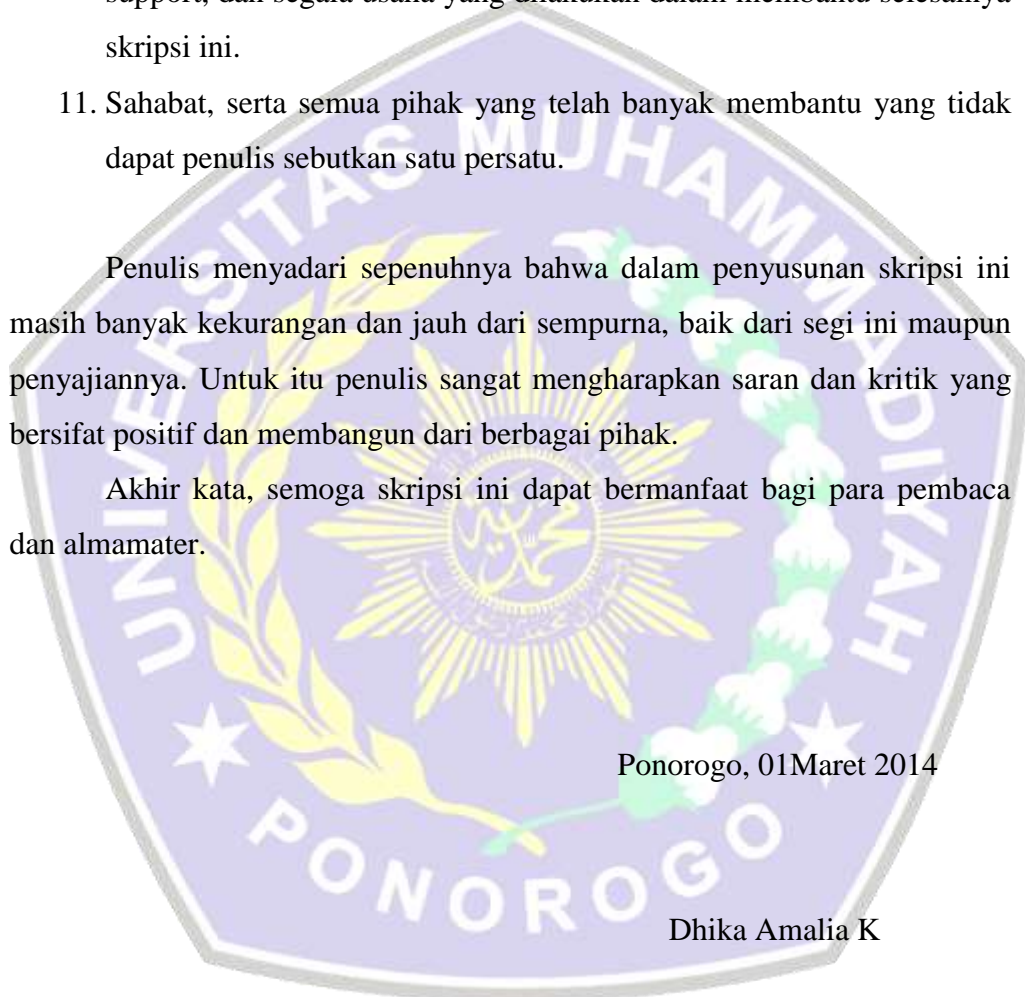 support, dan segala usaha yang dilakukan dalam membantu selesainya
skripsi ini.
11. Sahabat, serta semua pihak yang telah banyak membantu yang tidak
dapat penulis sebutkan satu persatu.
Penulis menyadari sepenuhnya bahwa dalam penyusunan skripsi ini
masih banyak kekurangan dan jauh dari sempurna, baik dari segi ini maupun
penyajiannya. Untuk itu penulis sangat mengharapkan saran dan kritik yang
bersifat positif dan membangun dari berbagai pihak.
Akhir kata, semoga skripsi ini dapat bermanfaat bagi para pembaca
dan almamater.
Ponorogo, 01Maret 2014
Dhika Amalia K
UNIVERSITAS MUHAMMADIYAH
PONOROGO